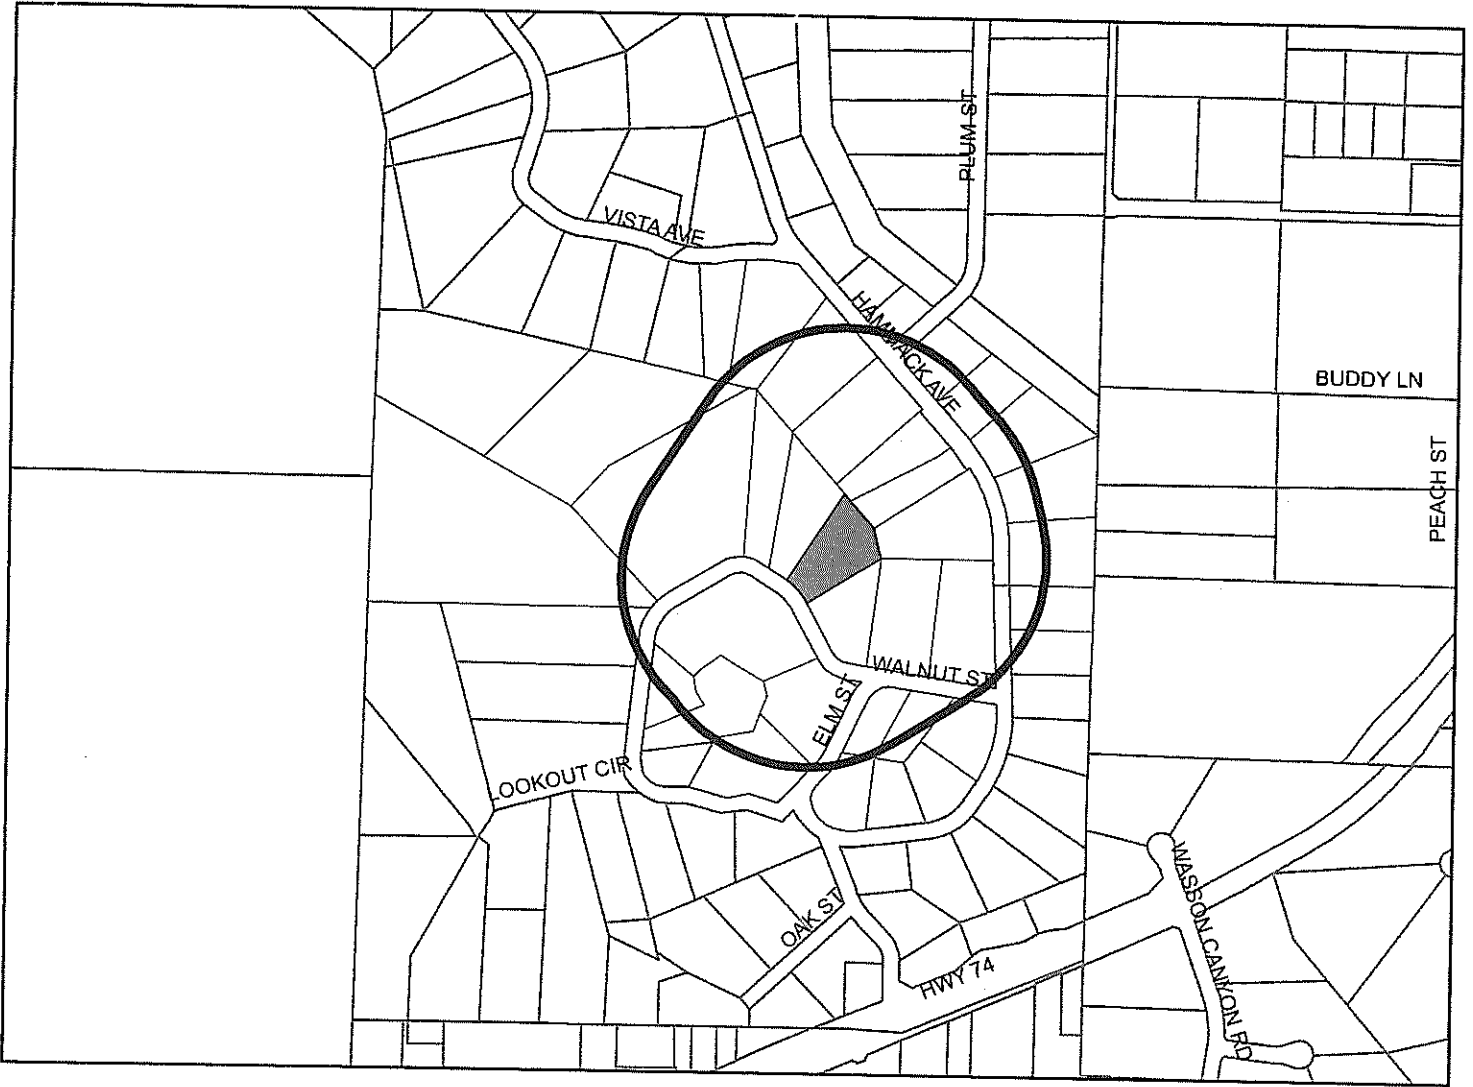 PLUM ST
VISTA AVE
HAMMACK AVE
BUDDY LN
PEACH ST
WALNUT ST
ELM ST
LOOKOUT CIR
OAK ST
HWY 74
WASSON CANYON RD